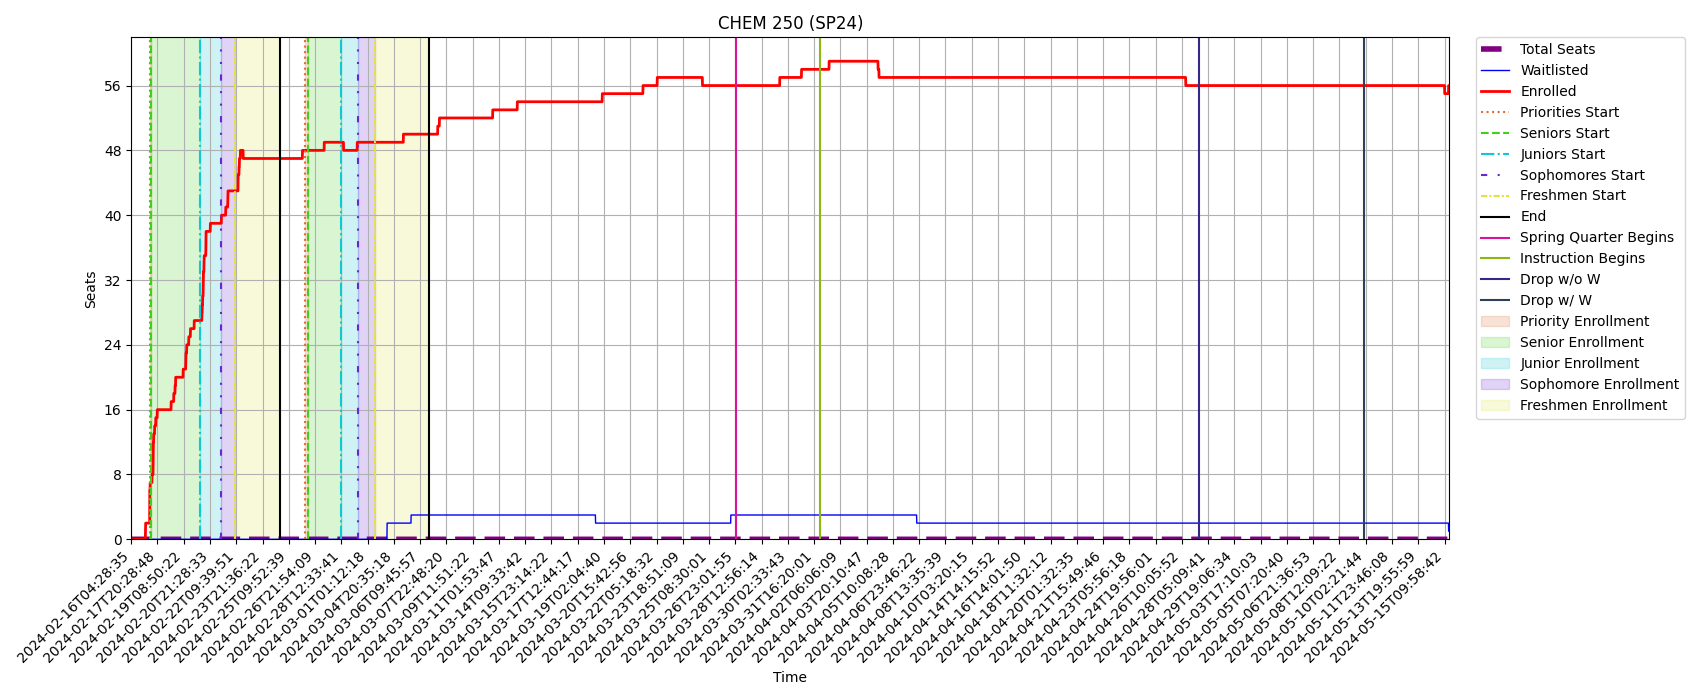 CHEM 250 (SP24)
Seats
56
48
40
32
24
16
8
0
2024-02-16T04:28:35
2024-02-17T20:28:48
2024-02-19T08:50:22
2024-02-20T21:28:33
2024-02-22T09:39:51
2024-02-23T21:36:22
2024-02-25T09:52:39
2024-02-26T21:54:09
2024-02-28T12:33:41
2024-03-01T01:12:18
2024-03-04T20:35:18
2024-03-06T09:45:57
2024-03-07T22:48:20
2024-03-11T01:51:22
2024-03-12T11:53:47
2024-03-14T09:33:42
2024-03-15T23:14:22
2024-03-17T12:44:17
2024-03-19T02:04:40
2024-03-20T15:42:56
2024-03-22T05:18:32
2024-03-23T18:51:09
2024-03-25T08:30:01
2024-03-26T23:01:55
2024-03-28T12:56:14
2024-03-30T02:33:43
2024-03-31T16:20:01
2024-04-02T06:06:09
2024-04-03T20:10:47
2024-04-05T10:08:28
2024-04-06T23:46:22
2024-04-08T13:35:39
2024-04-10T03:20:15
2024-04-14T14:15:52
2024-04-16T14:01:50
2024-04-18T11:32:12
2024-04-20T01:32:35
2024-04-21T15:49:46
2024-04-23T05:56:18
2024-04-24T19:56:01
2024-04-26T10:05:52
2024-04-28T05:09:41
2024-04-29T19:06:34
2024-05-03T17:10:03
2024-05-05T07:20:40
2024-05-06T21:36:53
2024-05-08T12:09:22
2024-05-10T02:21:44
2024-05-11T23:46:08
2024-05-13T19:55:59
2024-05-15T09:58:42
Time
Total Seats
Waitlisted
Enrolled
Priorities Start
Seniors Start
Juniors Start
Sophomores Start
Freshmen Start
End
Spring Quarter Begins
Instruction Begins
Drop w/o W
Drop w/ W
Priority Enrollment
Senior Enrollment
Junior Enrollment
Sophomore Enrollment
Freshmen Enrollment